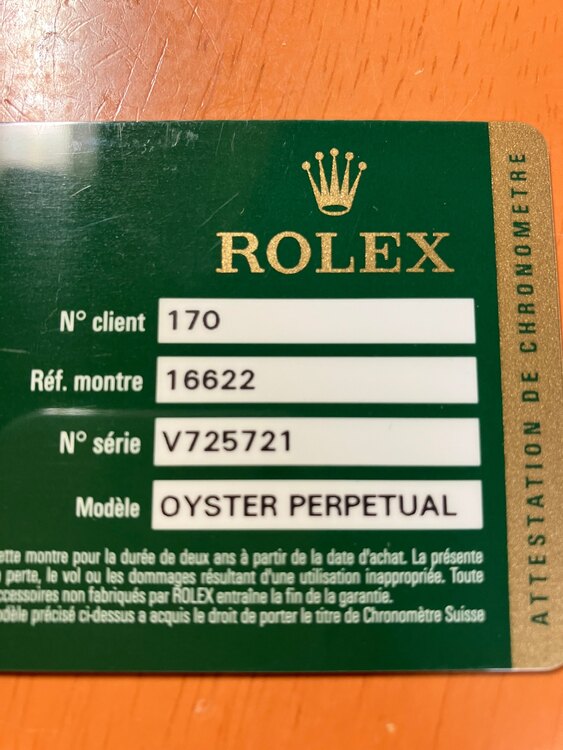 ROLEX
N° client 170
Réf. montre 16622
N° série V725721
Modèle OYSTER PERPETUAL
cette montre pour la durée de deux ans à partir de la date d'achat. La présente
perte, le vol ou les dommages résultant d'une utilisation inappropriée. Toute
accessoires non fabriqués par ROLEX entraîne la fin de la garantie.
modèle précisé ci-dessus a acquis le droit de porter le titre de Chronomètre Suisse
ATTESTATION DE CHRONOMETRE